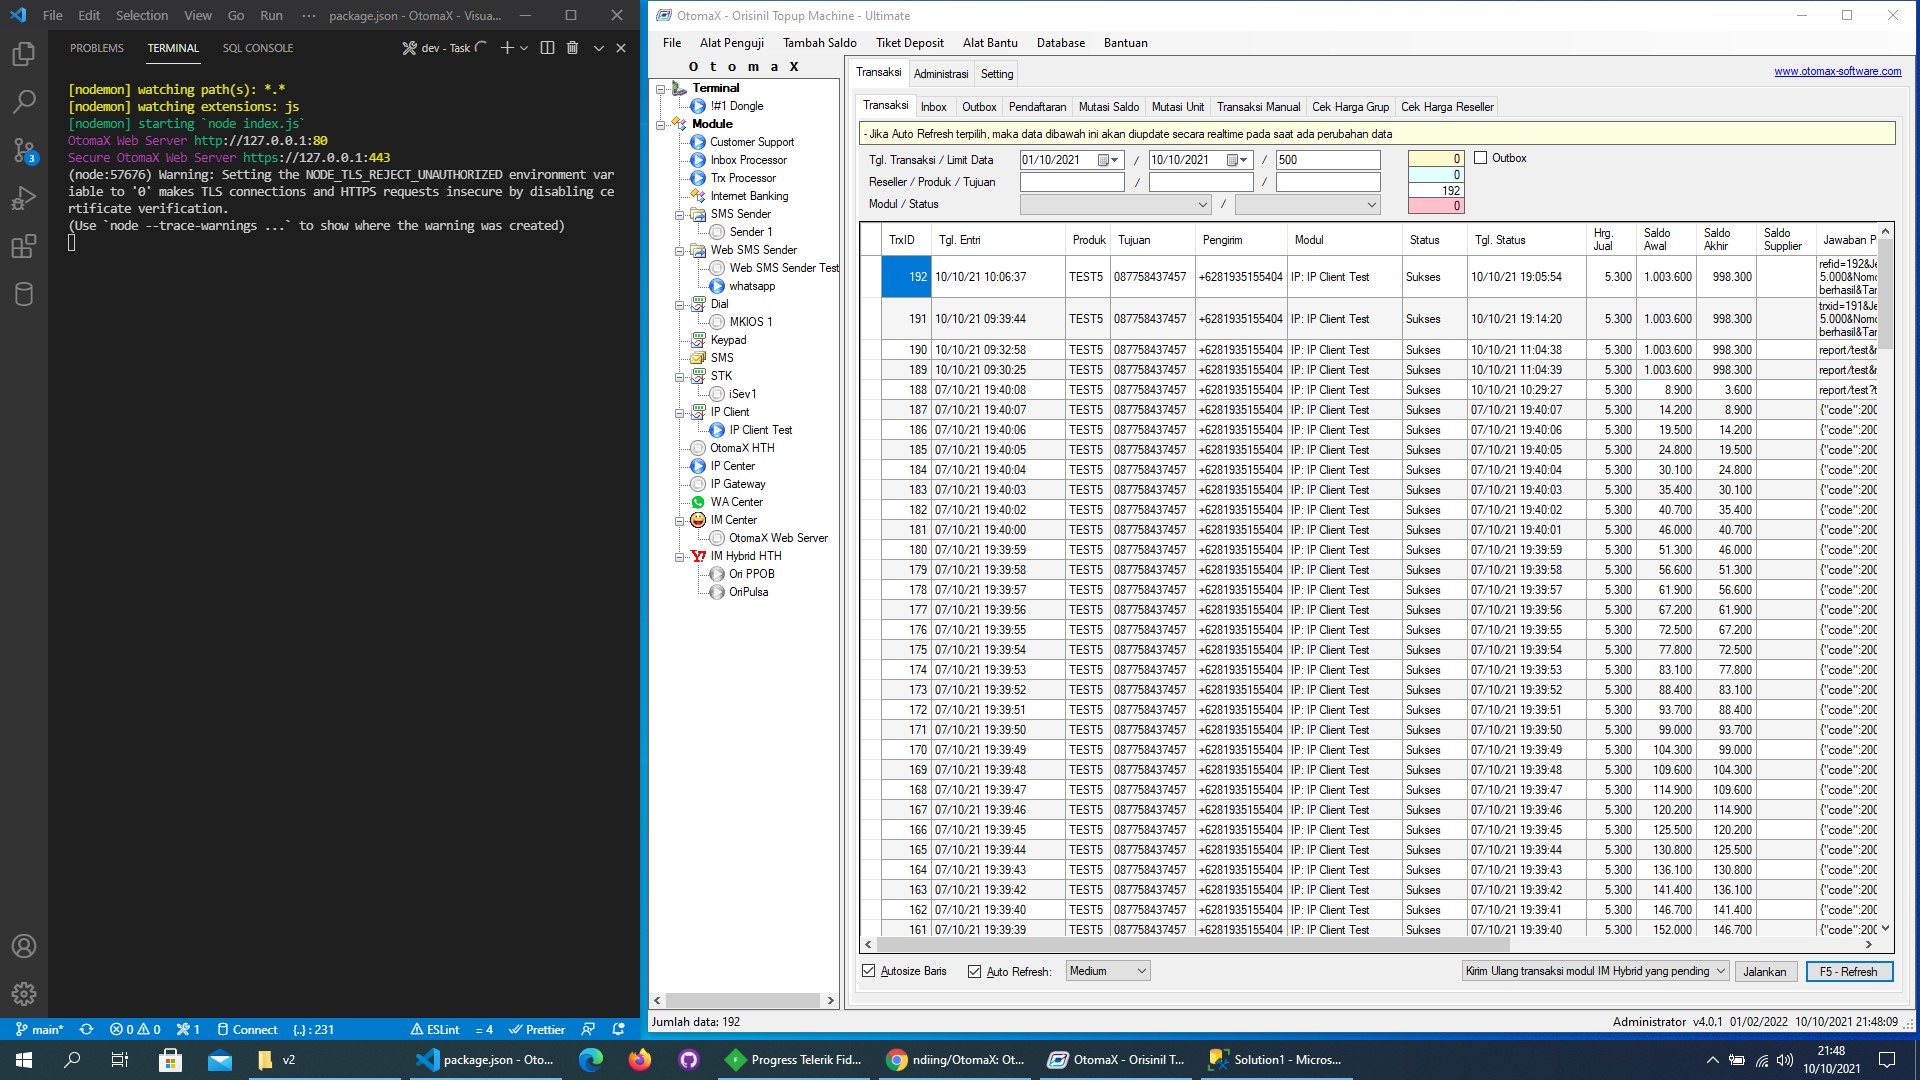 File Edit Selection View Go Run ··· package.json - OtomaX - Visua...
PROBLEMS TERMINAL SQL CONSOLE dev - Task
[nodemon] watching path(s): *.*
[nodemon] watching extensions: js
[nodemon] starting `node index.js`
OtomaX Web Server http://127.0.0.1:80
Secure OtomaX Web Server https://127.0.0.1:443
(node:57676) Warning: Setting the NODE_TLS_REJECT_UNAUTHORIZED environment var
iable to '0' makes TLS connections and HTTPS requests insecure by disabling ce
rtificate verification.
(Use `node --trace-warnings ...` to show where the warning was created)
3
main* 0 0 1 Connect {..} : 231 ESLint = 4 Prettier
OtomaX - Orisinil Topup Machine - Ultimate
File Alat Penguji Tambah Saldo Tiket Deposit Alat Bantu Database Bantuan
O t o m a X
Terminal
!#1 Dongle
Module
Customer Support
Inbox Processor
Trx Processor
Internet Banking
SMS Sender
Sender 1
Web SMS Sender
Web SMS Sender Test
whatsapp
Dial
MKIOS 1
Keypad
SMS
STK
iSev1
IP Client
IP Client Test
OtomaX HTH
IP Center
IP Gateway
WA Center
IM Center
OtomaX Web Server
IM Hybrid HTH
Ori PPOB
OriPulsa
Transaksi Administrasi Setting www.otomax-software.com
Transaksi Inbox Outbox Pendaftaran Mutasi Saldo Mutasi Unit Transaksi Manual Cek Harga Grup Cek Harga Reseller
- Jika Auto Refresh terpilih, maka data dibawah ini akan diupdate secara realtime pada saat ada perubahan data
Tgl. Transaksi / Limit Data 01/10/2021 / 10/10/2021 / 500 0 Outbox
Reseller / Produk / Tujuan / / 0
192
Modul / Status / 0
TrxID Tgl. Entri Produk Tujuan Pengirim Modul Status Tgl. Status Hrg. Jual Saldo Awal Saldo Akhir Saldo Supplier Jawaban P
192 10/10/21 10:06:37 TEST5 087758437457 +6281935155404 IP: IP Client Test Sukses 10/10/21 19:05:54 5.300 1.003.600 998.300 refid=192&Je 5.000&Nomo berhasil&Tar
191 10/10/21 09:39:44 TEST5 087758437457 +6281935155404 IP: IP Client Test Sukses 10/10/21 19:14:20 5.300 1.003.600 998.300 trxid=191&Je 5.000&Nomo berhasil&Tar
190 10/10/21 09:32:58 TEST5 087758437457 +6281935155404 IP: IP Client Test Sukses 10/10/21 11:04:38 5.300 1.003.600 998.300 report/test&r
189 10/10/21 09:30:25 TEST5 087758437457 +6281935155404 IP: IP Client Test Sukses 10/10/21 11:04:39 5.300 1.003.600 998.300 report/test&r
188 07/10/21 19:40:08 TEST5 087758437457 +6281935155404 IP: IP Client Test Sukses 10/10/21 10:29:27 5.300 8.900 3.600 report/test?t
187 07/10/21 19:40:07 TEST5 087758437457 +6281935155404 IP: IP Client Test Sukses 07/10/21 19:40:07 5.300 14.200 8.900 {"code":200
186 07/10/21 19:40:06 TEST5 087758437457 +6281935155404 IP: IP Client Test Sukses 07/10/21 19:40:06 5.300 19.500 14.200 {"code":200
185 07/10/21 19:40:05 TEST5 087758437457 +6281935155404 IP: IP Client Test Sukses 07/10/21 19:40:05 5.300 24.800 19.500 {"code":200
184 07/10/21 19:40:04 TEST5 087758437457 +6281935155404 IP: IP Client Test Sukses 07/10/21 19:40:04 5.300 30.100 24.800 {"code":200
183 07/10/21 19:40:03 TEST5 087758437457 +6281935155404 IP: IP Client Test Sukses 07/10/21 19:40:03 5.300 35.400 30.100 {"code":200
182 07/10/21 19:40:02 TEST5 087758437457 +6281935155404 IP: IP Client Test Sukses 07/10/21 19:40:02 5.300 40.700 35.400 {"code":200
181 07/10/21 19:40:00 TEST5 087758437457 +6281935155404 IP: IP Client Test Sukses 07/10/21 19:40:01 5.300 46.000 40.700 {"code":200
180 07/10/21 19:39:59 TEST5 087758437457 +6281935155404 IP: IP Client Test Sukses 07/10/21 19:39:59 5.300 51.300 46.000 {"code":200
179 07/10/21 19:39:58 TEST5 087758437457 +6281935155404 IP: IP Client Test Sukses 07/10/21 19:39:58 5.300 56.600 51.300 {"code":200
178 07/10/21 19:39:57 TEST5 087758437457 +6281935155404 IP: IP Client Test Sukses 07/10/21 19:39:57 5.300 61.900 56.600 {"code":200
177 07/10/21 19:39:56 TEST5 087758437457 +6281935155404 IP: IP Client Test Sukses 07/10/21 19:39:56 5.300 67.200 61.900 {"code":200
176 07/10/21 19:39:55 TEST5 087758437457 +6281935155404 IP: IP Client Test Sukses 07/10/21 19:39:55 5.300 72.500 67.200 {"code":200
175 07/10/21 19:39:54 TEST5 087758437457 +6281935155404 IP: IP Client Test Sukses 07/10/21 19:39:54 5.300 77.800 72.500 {"code":200
174 07/10/21 19:39:53 TEST5 087758437457 +6281935155404 IP: IP Client Test Sukses 07/10/21 19:39:53 5.300 83.100 77.800 {"code":200
173 07/10/21 19:39:52 TEST5 087758437457 +6281935155404 IP: IP Client Test Sukses 07/10/21 19:39:52 5.300 88.400 83.100 {"code":200
172 07/10/21 19:39:51 TEST5 087758437457 +6281935155404 IP: IP Client Test Sukses 07/10/21 19:39:51 5.300 93.700 88.400 {"code":200
171 07/10/21 19:39:50 TEST5 087758437457 +6281935155404 IP: IP Client Test Sukses 07/10/21 19:39:50 5.300 99.000 93.700 {"code":200
170 07/10/21 19:39:49 TEST5 087758437457 +6281935155404 IP: IP Client Test Sukses 07/10/21 19:39:49 5.300 104.300 99.000 {"code":200
169 07/10/21 19:39:48 TEST5 087758437457 +6281935155404 IP: IP Client Test Sukses 07/10/21 19:39:48 5.300 109.600 104.300 {"code":200
168 07/10/21 19:39:47 TEST5 087758437457 +6281935155404 IP: IP Client Test Sukses 07/10/21 19:39:47 5.300 114.900 109.600 {"code":200
167 07/10/21 19:39:46 TEST5 087758437457 +6281935155404 IP: IP Client Test Sukses 07/10/21 19:39:46 5.300 120.200 114.900 {"code":200
166 07/10/21 19:39:45 TEST5 087758437457 +6281935155404 IP: IP Client Test Sukses 07/10/21 19:39:45 5.300 125.500 120.200 {"code":200
165 07/10/21 19:39:44 TEST5 087758437457 +6281935155404 IP: IP Client Test Sukses 07/10/21 19:39:44 5.300 130.800 125.500 {"code":200
164 07/10/21 19:39:43 TEST5 087758437457 +6281935155404 IP: IP Client Test Sukses 07/10/21 19:39:43 5.300 136.100 130.800 {"code":200
163 07/10/21 19:39:42 TEST5 087758437457 +6281935155404 IP: IP Client Test Sukses 07/10/21 19:39:42 5.300 141.400 136.100 {"code":200
162 07/10/21 19:39:40 TEST5 087758437457 +6281935155404 IP: IP Client Test Sukses 07/10/21 19:39:41 5.300 146.700 141.400 {"code":200
161 07/10/21 19:39:39 TEST5 087758437457 +6281935155404 IP: IP Client Test Sukses 07/10/21 19:39:40 5.300 152.000 146.700 {"code":200
Autosize Baris Auto Refresh: Medium Kirim Ulang transaksi modul IM Hybrid yang pending Jalankan F5 - Refresh
Jumlah data: 192 Administrator v4.0.1 01/02/2022 10/10/2021 21:48:09
v2 package.json - Oto... Progress Telerik Fid... ndiing/OtomaX: Ot... OtomaX - Orisinil T... Solution1 - Micros... 21:48
10/10/2021